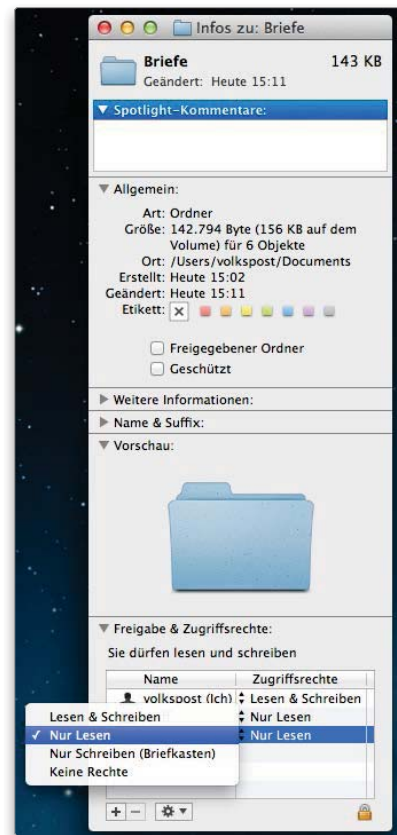 Infos zu: Briefe
Briefe 143 KB
Geändert: Heute 15:11
Spotlight-Kommentare:
Allgemein:
Art: Ordner
Größe: 142.794 Byte (156 KB auf dem
Volume) für 6 Objekte
Ort: /Users/volkspost/Documents
Erstellt: Heute 15:02
Geändert: Heute 15:11
Etikett:
Freigegebener Ordner
Geschützt
Weitere Informationen:
Name & Suffix:
Vorschau:
Freigabe & Zugriffsrechte:
Sie dürfen lesen und schreiben
Name Zugriffsrechte
volkspost (Ich) Lesen & Schreiben
Lesen & Schreiben Nur Lesen
✓ Nur Lesen Nur Lesen
Nur Schreiben (Briefkasten)
Keine Rechte